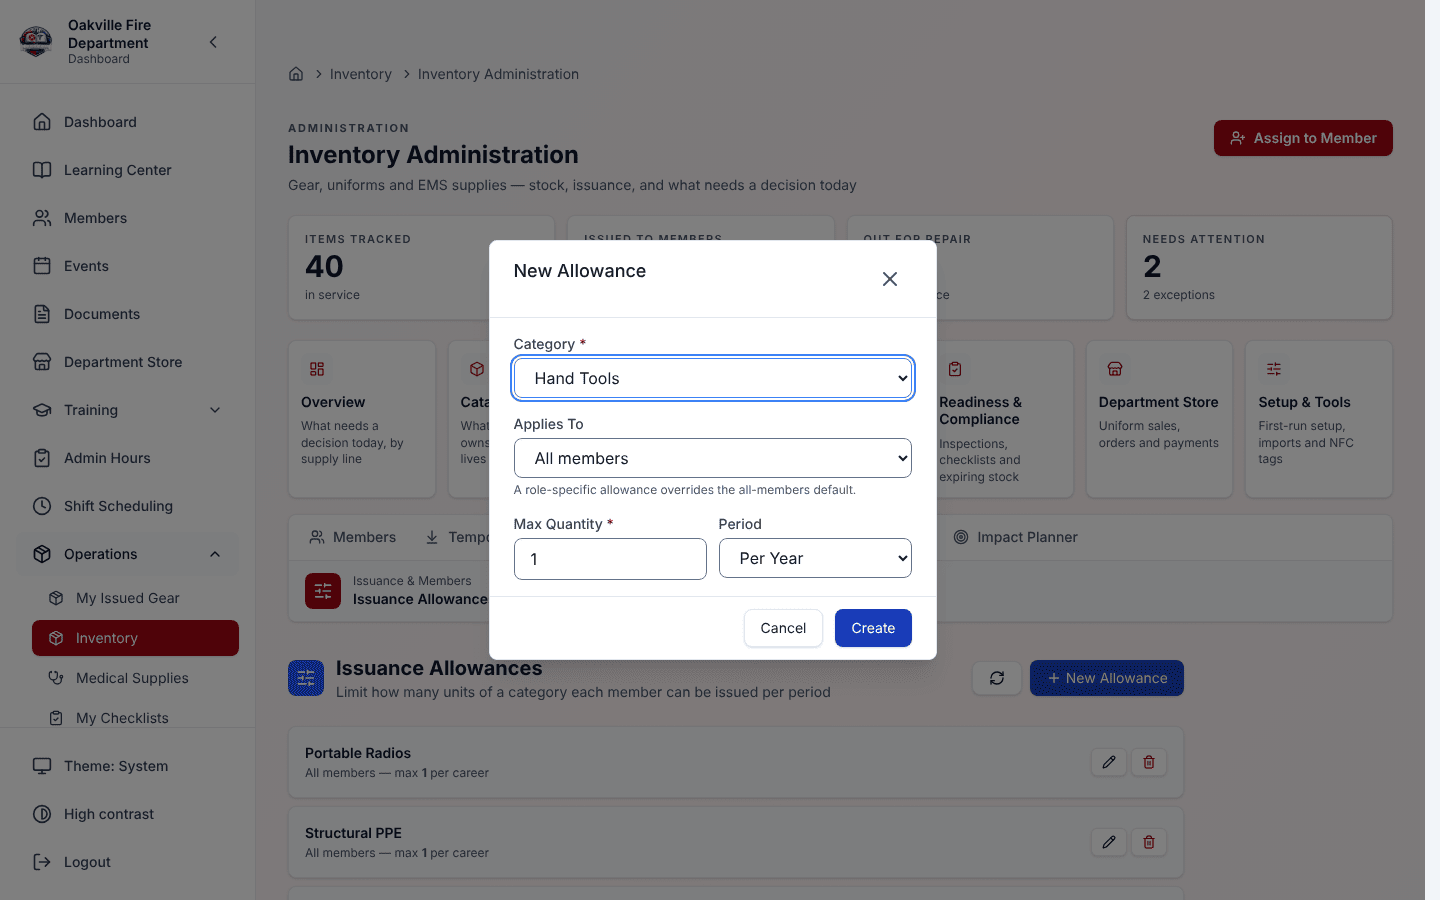 Oakville Fire
Department
Dashboard
Dashboard
Learning Center
Members
Events
Documents
Department Store
Training
Admin Hours
Shift Scheduling
Operations
My Issued Gear
Inventory
Medical Supplies
My Checklists
Theme: System
High contrast
Logout
Inventory
Inventory Administration
ADMINISTRATION
Inventory Administration
Gear, uniforms and EMS supplies — stock, issuance, and what needs a decision today
Assign to Member
ITEMS TRACKED
40
in service
ISSUED TO MEMBERS
OUT FOR REPAIR
NEEDS ATTENTION
2
2 exceptions
Overview
What needs a
decision today, by
supply line
Readiness &
Compliance
Inspections,
checklists and
expiring stock
Department Store
Uniform sales,
orders and payments
Setup & Tools
First-run setup,
imports and NFC
tags
Members
Impact Planner
Issuance & Members
Issuance Allowance
New Allowance
Category *
Hand Tools
Applies To
All members
A role-specific allowance overrides the all-members default.
Max Quantity *
Period
1
Per Year
Cancel
Create
Issuance Allowances
Limit how many units of a category each member can be issued per period
New Allowance
Portable Radios
All members — max 1 per career
Structural PPE
All members — max 1 per career